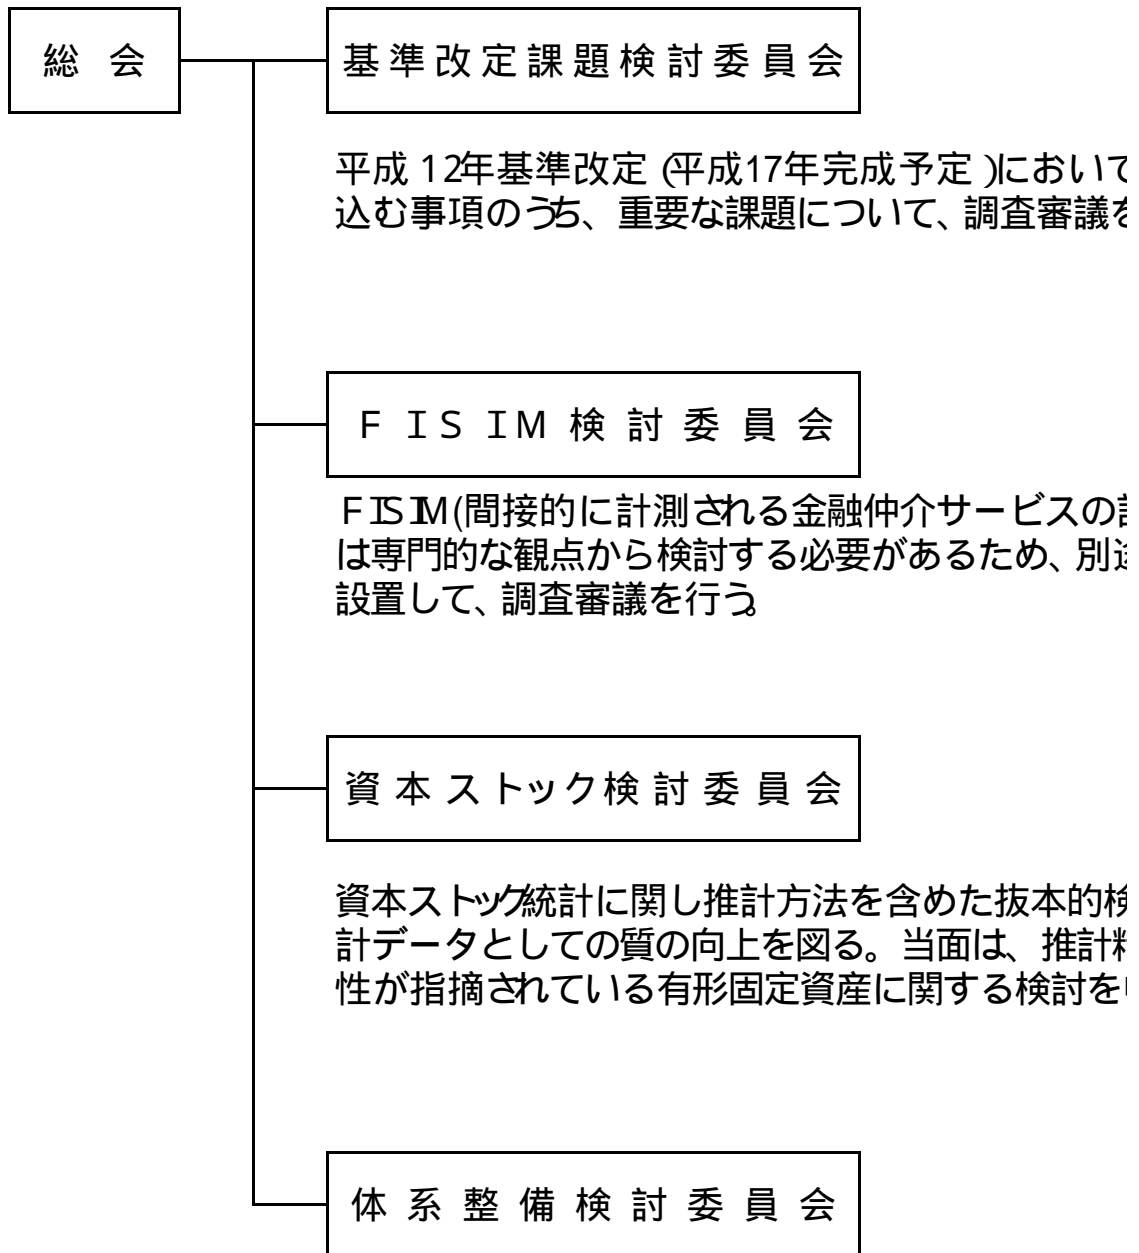 総会
基準改定課題検討委員会
平成12年基準改定(平成17年完成予定)において
込む事項のうち、重要な課題について、調査審議を
FISIM検討委員会
FISIM(間接的に計測される金融仲介サービスの
は専門的な観点から検討する必要があるため、別途
設置して、調査審議を行う。
資本ストック検討委員会
資本ストック統計に関し推計方法を含めた抜本的検
計データとしての質の向上を図る。当面は、推計精
性が指摘されている有形固定資産に関する検討を
体系整備検討委員会